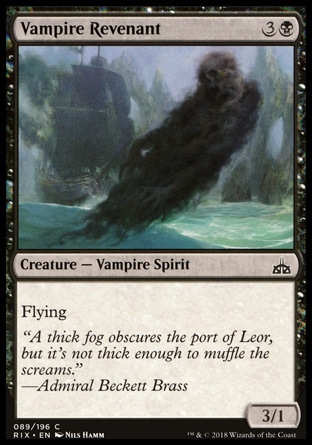 Vampire Revenant 3
Creature — Vampire Spirit
Flying
“A thick fog obscures the port of Leor,
but it's not thick enough to muffle the
screams.”
—Admiral Beckett Brass
3/1
089/196 C
RIX • EN Nils Hamm
™ & © 2018 Wizards of the Coast